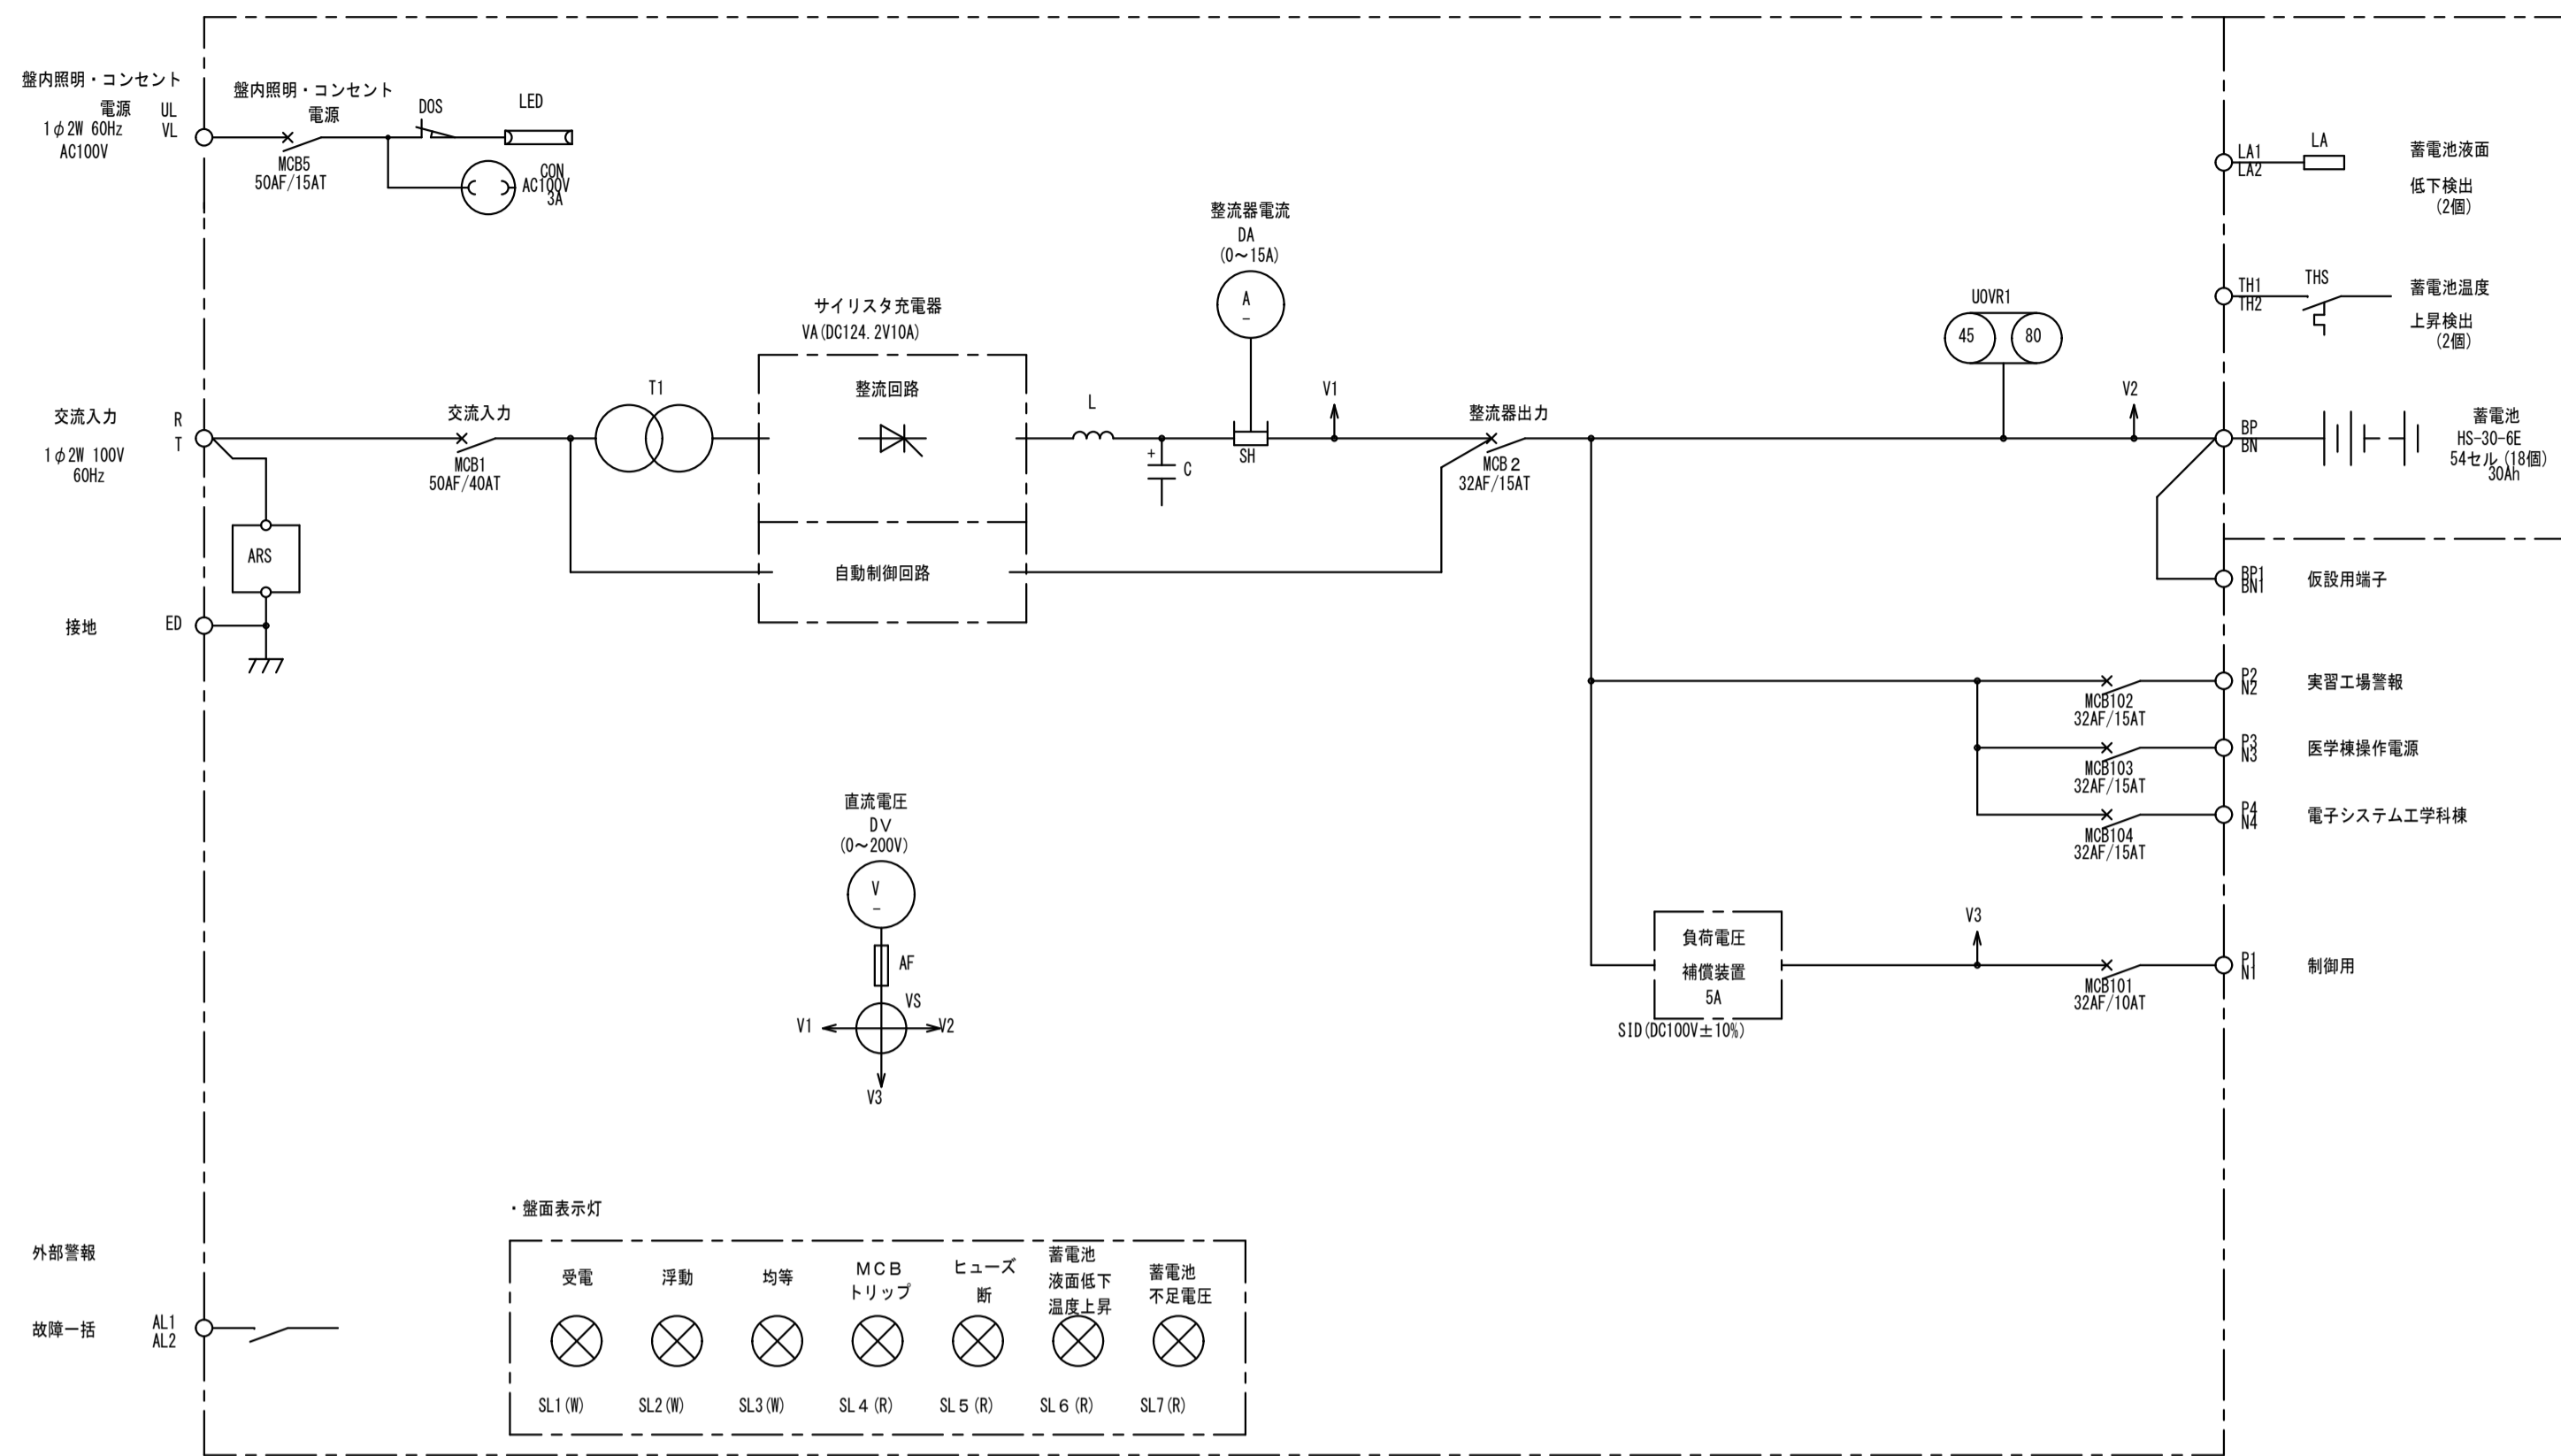 盤内照明・コンセント
電源
1φ2W 60Hz
AC100V
UL
VL
盤内照明・コンセント
電源
MCB5
50AF/15AT
DOS
LED
CON
AC100V
3A
交流入力
1φ2W 100V
60Hz
R
T
ARS
接地
ED
交流入力
MCB1
50AF/40AT
T1
サイリスタ充電器
VA(DC124.2V10A)
整流回路
自動制御回路
L
+
C
整流器電流
DA
(0～15A)
A
-
SH
V1
整流器出力
MCB2
32AF/15AT
UOVR1
45
80
V2
LA1
LA2
LA
蓄電池液面
低下検出
(2個)
TH1
TH2
THS
蓄電池温度
上昇検出
(2個)
BP
BN
蓄電池
HS-30-6E
54セル(18個)
30Ah
BP1
BN1
仮設用端子
MCB102
32AF/15AT
P2
N2
実習工場警報
MCB103
32AF/15AT
P3
N3
医学棟操作電源
MCB104
32AF/15AT
P4
N4
電子システム工学科棟
負荷電圧
補償装置
5A
SID(DC100V±10%)
V3
MCB101
32AF/10AT
P1
N1
制御用
直流電圧
DV
(0～200V)
V
-
AF
VS
V1
V2
V3
外部警報
故障一括
AL1
AL2
・盤面表示灯
受電
浮動
均等
MCB
トリップ
ヒューズ
断
蓄電池
液面低下
温度上昇
蓄電池
不足電圧
SL1(W)
SL2(W)
SL3(W)
SL4(R)
SL5(R)
SL6(R)
SL7(R)